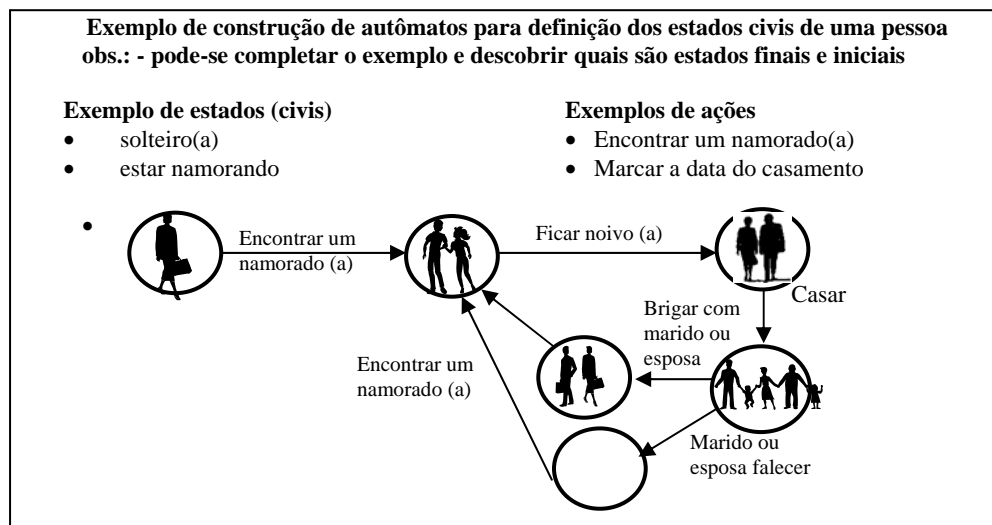 Exemplo de construção de autômatos para definição dos estados civis de uma pessoa
obs.: - pode-se completar o exemplo e descobrir quais são estados finais e iniciais
Exemplo de estados (civis)
• solteiro(a)
• estar namorando
•
Exemplos de ações
• Encontrar um namorado(a)
• Marcar a data do casamento
Encontrar um
namorado (a)
Ficar noivo (a)
Casar
Brigar com
marido ou
esposa
Encontrar um
namorado (a)
Marido ou
esposa falecer